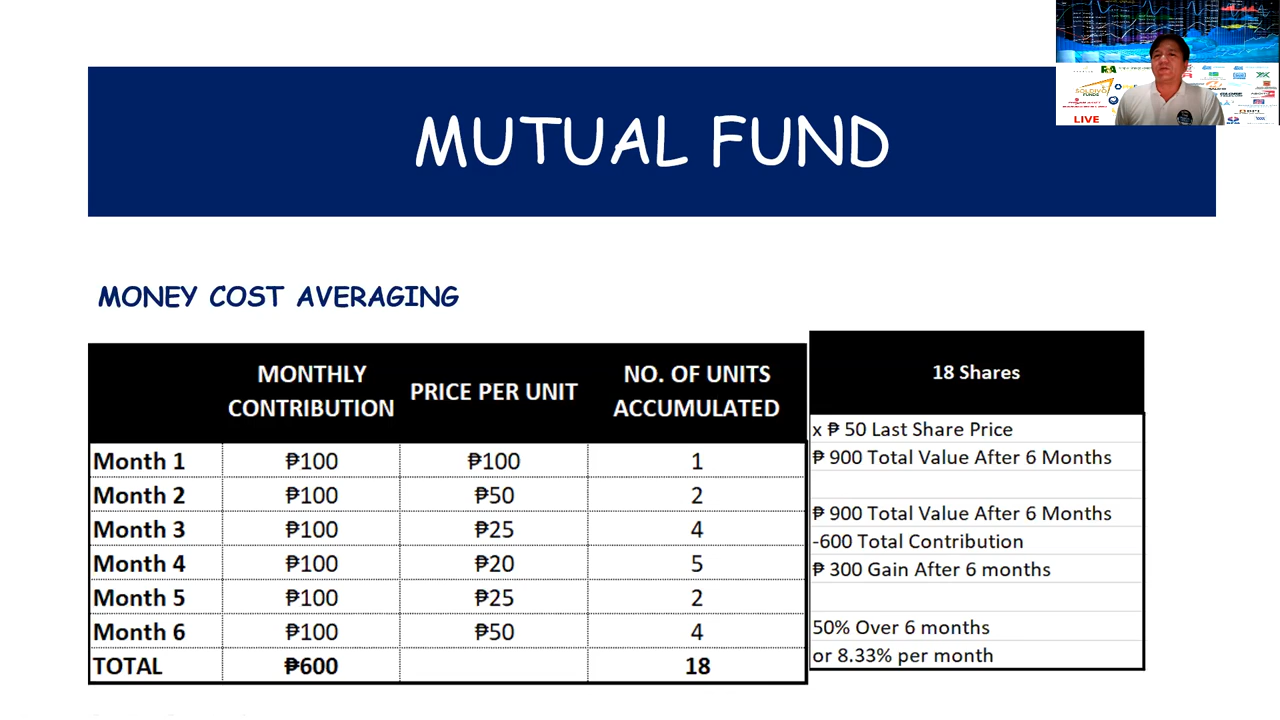 MUTUAL FUND
LIVE
MONEY COST AVERAGING
MONTHLY CONTRIBUTION PRICE PER UNIT NO. OF UNITS ACCUMULATED
Month 1 ₱100 ₱100 1
Month 2 ₱100 ₱50 2
Month 3 ₱100 ₱25 4
Month 4 ₱100 ₱20 5
Month 5 ₱100 ₱25 2
Month 6 ₱100 ₱50 4
TOTAL ₱600 18
18 Shares
x ₱ 50 Last Share Price
₱ 900 Total Value After 6 Months
₱ 900 Total Value After 6 Months
-600 Total Contribution
₱ 300 Gain After 6 months
50% Over 6 months
or 8.33% per month